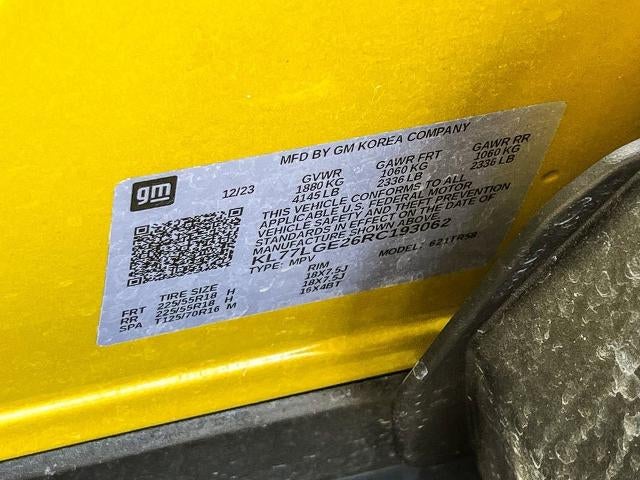 MFD BY GM KOREA COMPANY
gm
12/23
GVWR GAWR FRT GAWR RR
1880 KG 1060 KG 1060 KG
4145 LB 2336 LB 2336 LB
THIS VEHICLE CONFORMS TO ALL
APPLICABLE U.S. FEDERAL MOTOR
VEHICLE SAFETY AND THEFT PREVENTION
STANDARDS IN EFFECT ON THE DATE OF
MANUFACTURE SHOWN ABOVE
KL77LGE26RC193062
TYPE: MPV MODEL: 621TR58
TIRE SIZE RIM
FRT 225/55R18 H 18X7.5J
RR 225/55R18 H 18X7.5J
SPA T125/70R16 M 16X4BT